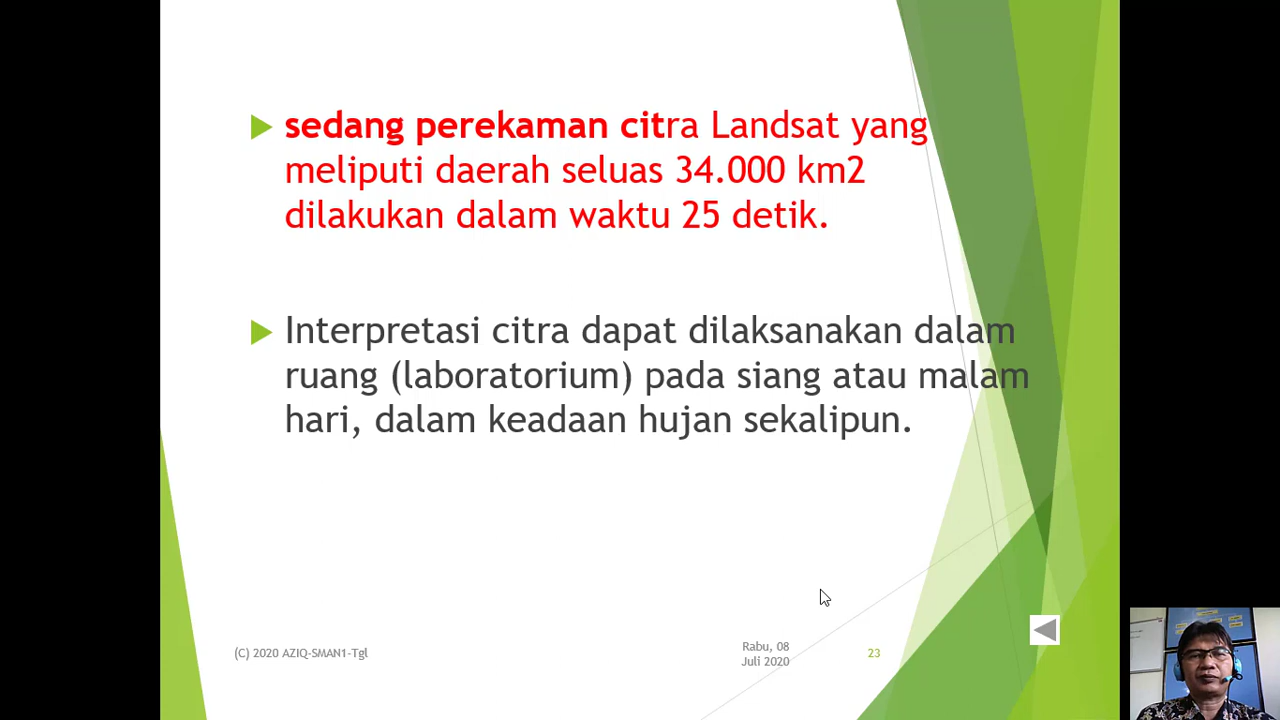 sedang perekaman citra Landsat yang
meliputi daerah seluas 34.000 km2
dilakukan dalam waktu 25 detik.
Interpretasi citra dapat dilaksanakan dalam
ruang (laboratorium) pada siang atau malam
hari, dalam keadaan hujan sekalipun.
(C) 2020 AZIQ-SMAN1-Tgl
Rabu, 08
Juli 2020
23